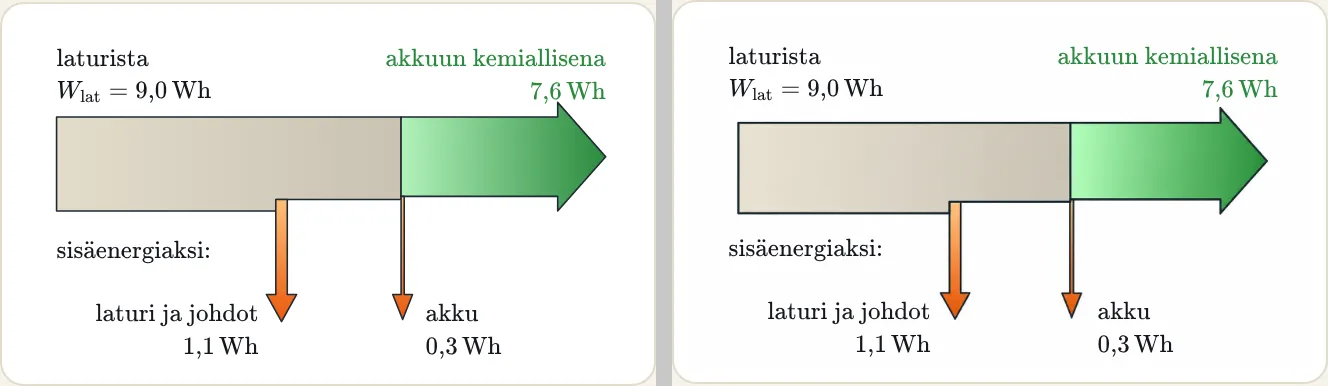 laturista
W_lat = 9,0 Wh
akkuun kemiallisena
7,6 Wh
sisäenergiaksi:
laturi ja johdot
1,1 Wh
akku
0,3 Wh
laturista
W_lat = 9,0 Wh
akkuun kemiallisena
7,6 Wh
sisäenergiaksi:
laturi ja johdot
1,1 Wh
akku
0,3 Wh